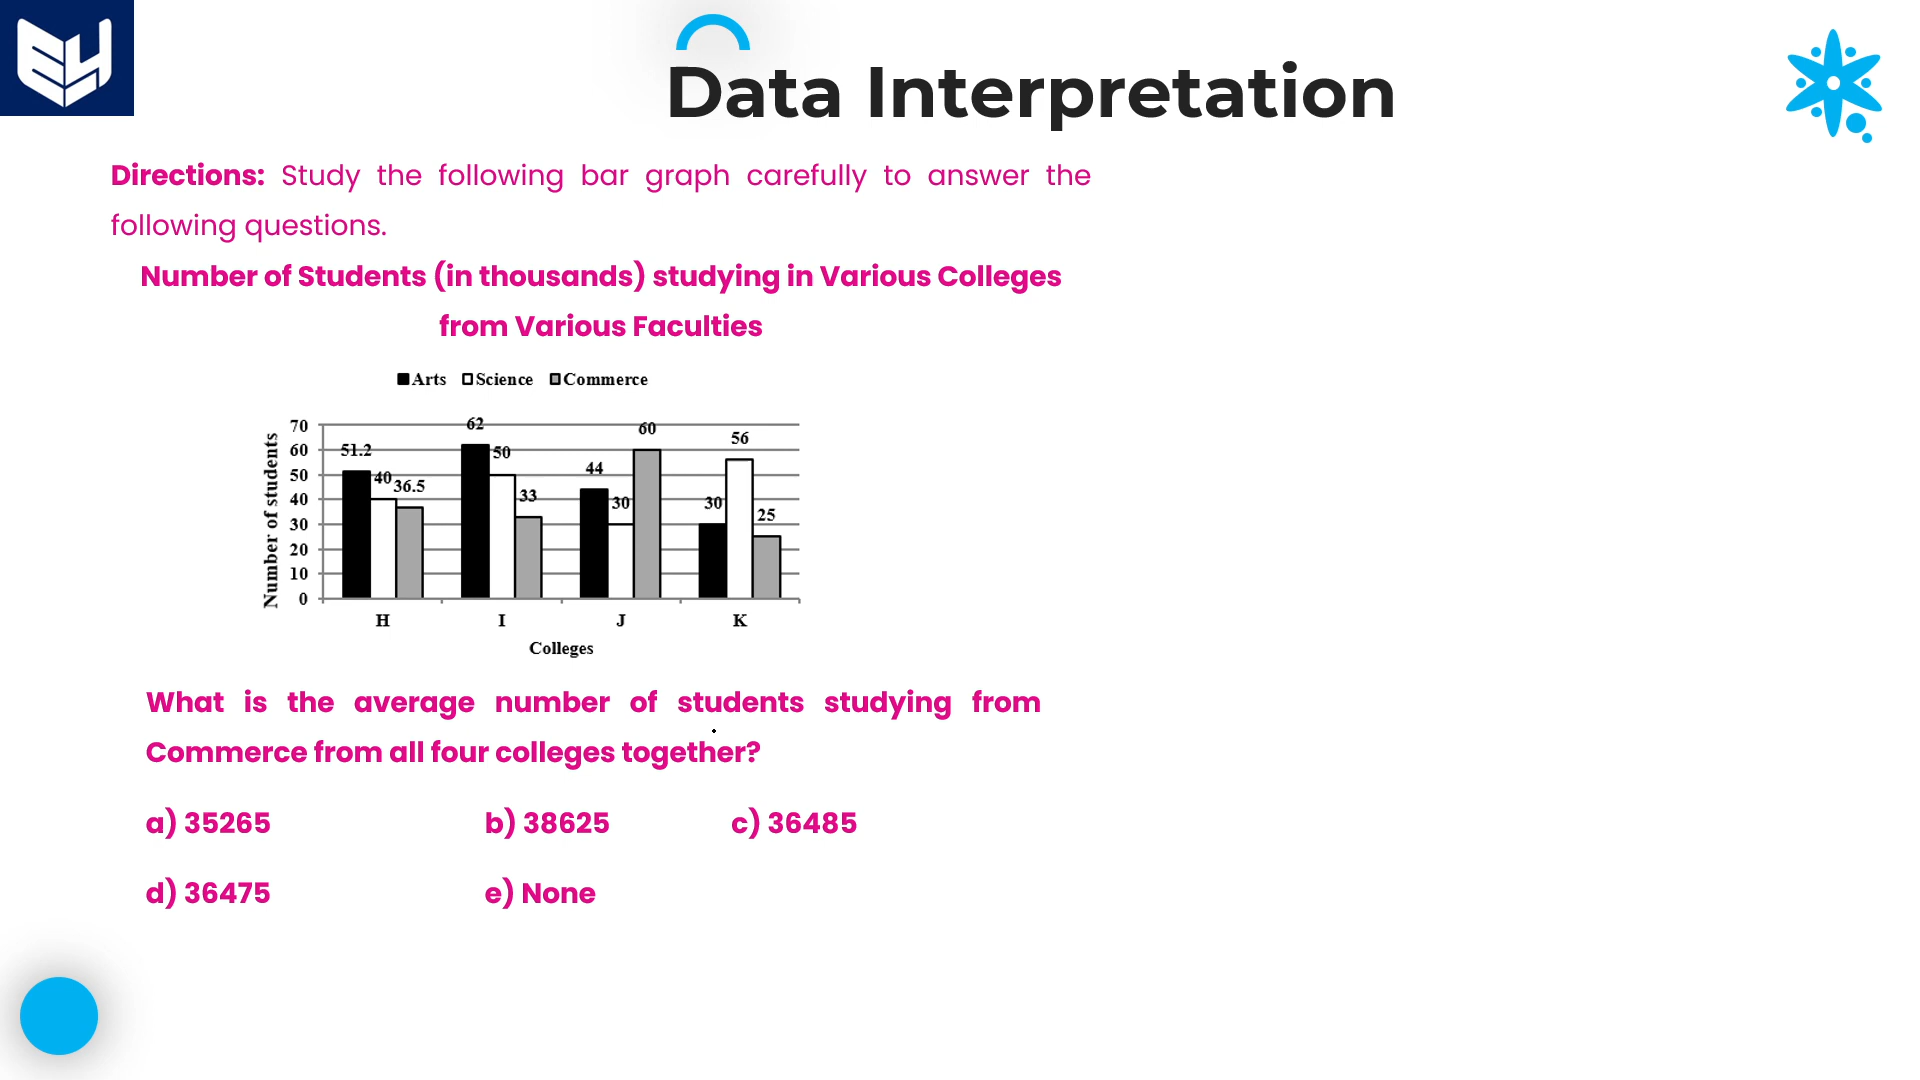 Data Interpretation
Directions: Study the following bar graph carefully to answer the
following questions.
Number of Students (in thousands) studying in Various Colleges
from Various Faculties
Arts Science Commerce
Number of students
70
60
50
40
30
20
10
0
51.2
40
36.5
62
50
33
44
30
60
30
56
25
H I J K
Colleges
What is the average number of students studying from
Commerce from all four colleges together?
a) 35265 b) 38625 c) 36485
d) 36475 e) None